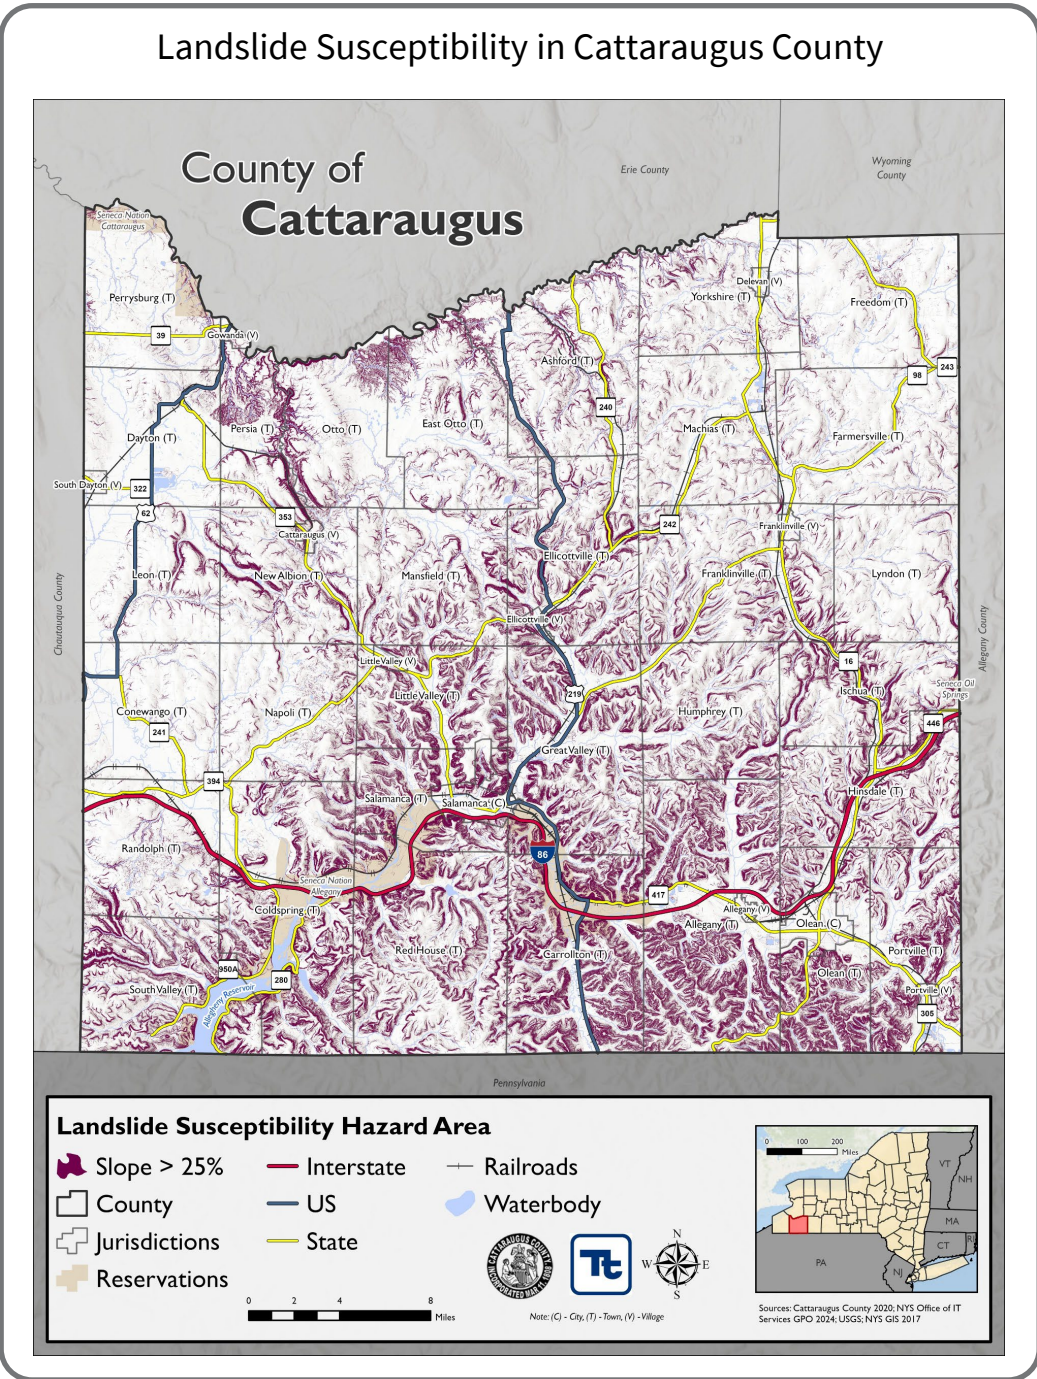 Landslide Susceptibility in Cattaraugus County
County of
Cattaraugus
Erie County
Wyoming
County
Seneca Nation
Cattaraugus
Delevan (V)
Perrysburg (T)
Yorkshire (T)
Freedom (T)
39
Gowanda (V)
Ashford (T)
243
98
240
Persia (T)
Otto (T)
East Otto (T)
Machias (T)
Dayton (T)
Farmersville (T)
South Dayton (V)
322
62
353
242
Franklinville (V)
Cattaraugus (V)
Ellicottville (T)
Leon (T)
New Albion (T)
Mansfield (T)
Franklinville (T)
Lyndon (T)
Chautauqua County
Allegany County
Ellicottville (V)
Little Valley (V)
16
Seneca Oil
Springs
Little Valley (T)
219
Ischua (T)
Conewango (T)
Napoli (T)
Humphrey (T)
446
241
Great Valley (T)
394
Hinsdale (T)
Salamanca (T)
Salamanca (C)
Randolph (T)
86
Seneca Nation
Allegany
417
Coldspring (T)
Allegany (V)
Allegany (T)
Olean (C)
Red House (T)
Carrollton (T)
Portville (T)
950A
280
Olean (T)
South Valley (T)
Allegheny Reservoir
Portville (V)
305
Pennsylvania
Landslide Susceptibility Hazard Area
Slope > 25%
Interstate
Railroads
County
US
Waterbody
Jurisdictions
State
Reservations
0 2 4 8
Miles
CATTARAUGUS COUNTY,
INCORPORATED MAR 11, 1808
Tt
N
W E
S
Note: (C) - City, (T) - Town, (V) - Village
0 100 200
Miles
VT
NH
MA
CT
RI
PA
NJ
Sources: Cattaraugus County 2020; NYS Office of IT
Services GPO 2024; USGS; NYS GIS 2017